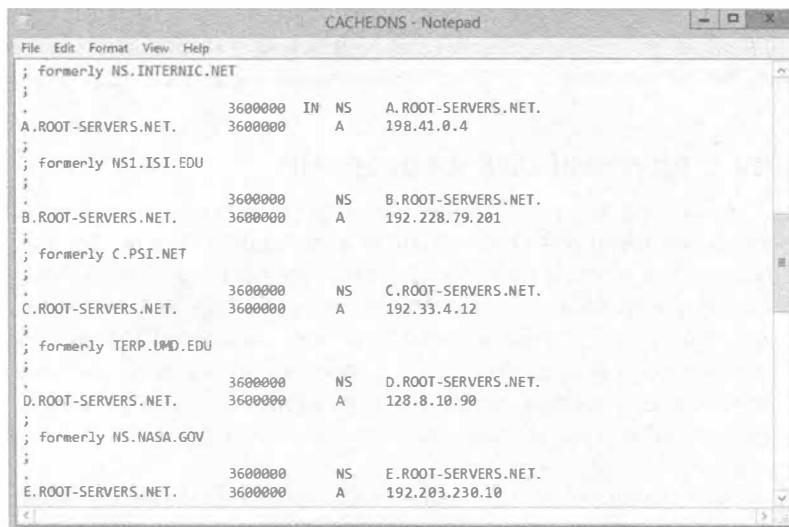 CACHE.DNS - Notepad
File Edit Format View Help
; formerly NS.INTERNIC.NET
;
. 3600000 IN NS A.ROOT-SERVERS.NET.
A.ROOT-SERVERS.NET. 3600000 A 198.41.0.4
;
; formerly NS1.ISI.EDU
;
. 3600000 NS B.ROOT-SERVERS.NET.
B.ROOT-SERVERS.NET. 3600000 A 192.228.79.201
;
; formerly C.PSI.NET
;
. 3600000 NS C.ROOT-SERVERS.NET.
C.ROOT-SERVERS.NET. 3600000 A 192.33.4.12
;
; formerly TERP.UMD.EDU
;
. 3600000 NS D.ROOT-SERVERS.NET.
D.ROOT-SERVERS.NET. 3600000 A 128.8.10.90
;
; formerly NS.NASA.GOV
;
. 3600000 NS E.ROOT-SERVERS.NET.
E.ROOT-SERVERS.NET. 3600000 A 192.203.230.10